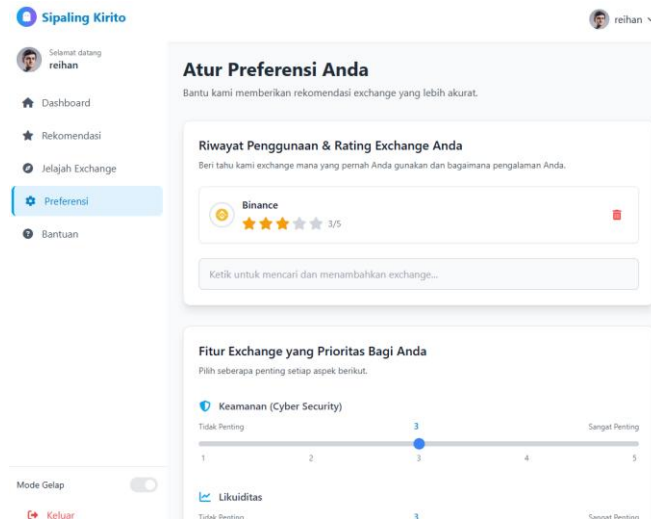 Sipaling Kirito
reihan
Selamat datang
reihan
Dashboard
Rekomendasi
Jelajah Exchange
Preferensi
Bantuan
Mode Gelap
Keluar
Atur Preferensi Anda
Bantu kami memberikan rekomendasi exchange yang lebih akurat.
Riwayat Penggunaan & Rating Exchange Anda
Beri tahu kami exchange mana yang pernah Anda gunakan dan bagaimana pengalaman Anda.
Binance
3/5
Ketik untuk mencari dan menambahkan exchange...
Fitur Exchange yang Prioritas Bagi Anda
Pilih seberapa penting setiap aspek berikut.
Keamanan (Cyber Security)
Tidak Penting 3 Sangat Penting
1 2 3 4 5
Likuiditas
Tidak Penting 3 Sangat Penting